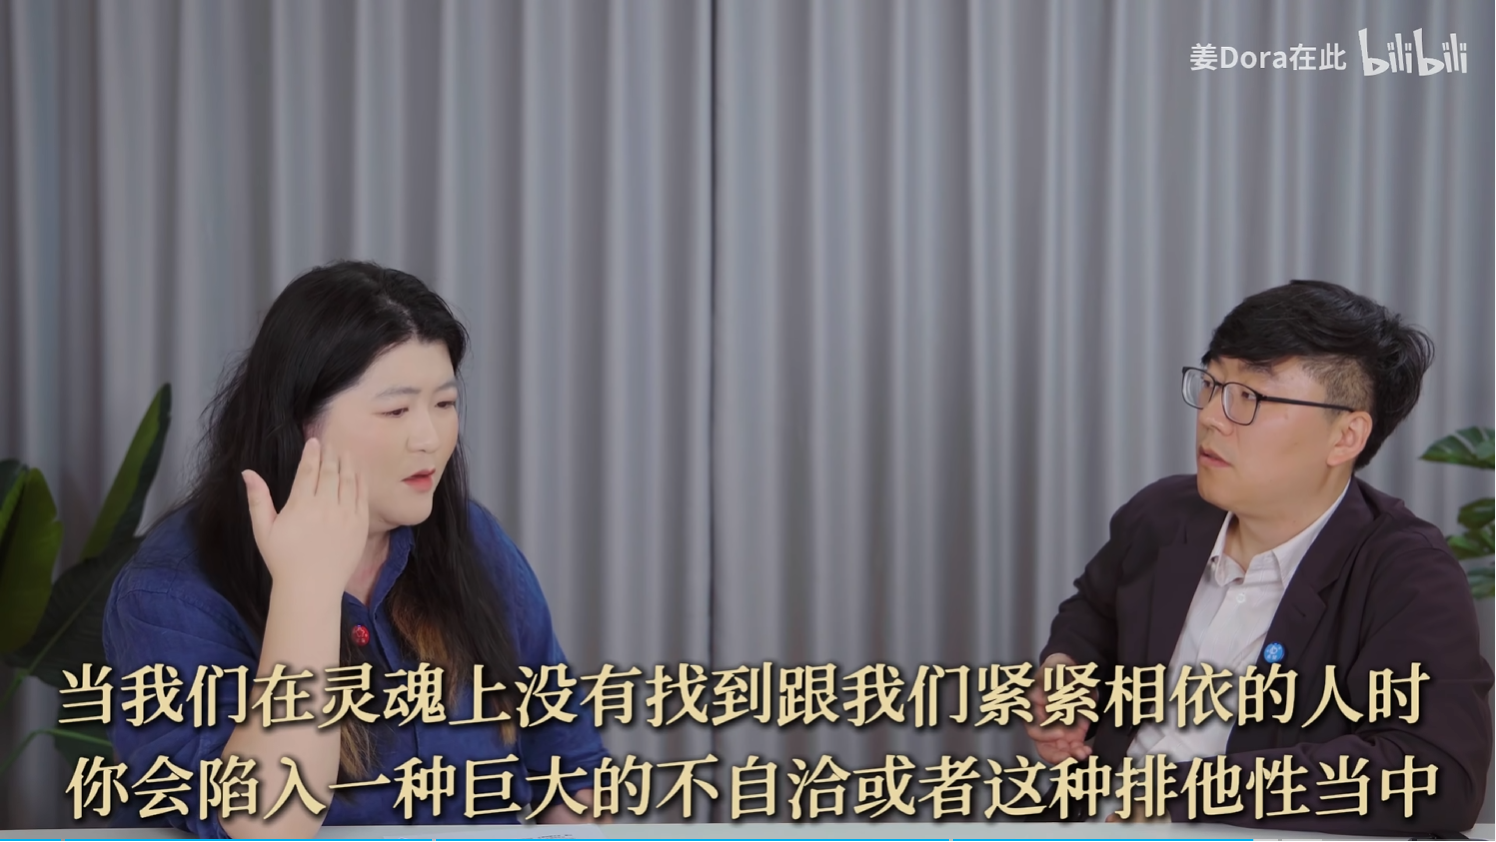 姜Dora在此 bilibili
当我们在灵魂上没有找到跟我们紧紧相依的人时
你会陷入一种巨大的不自洽或者这种排他性当中